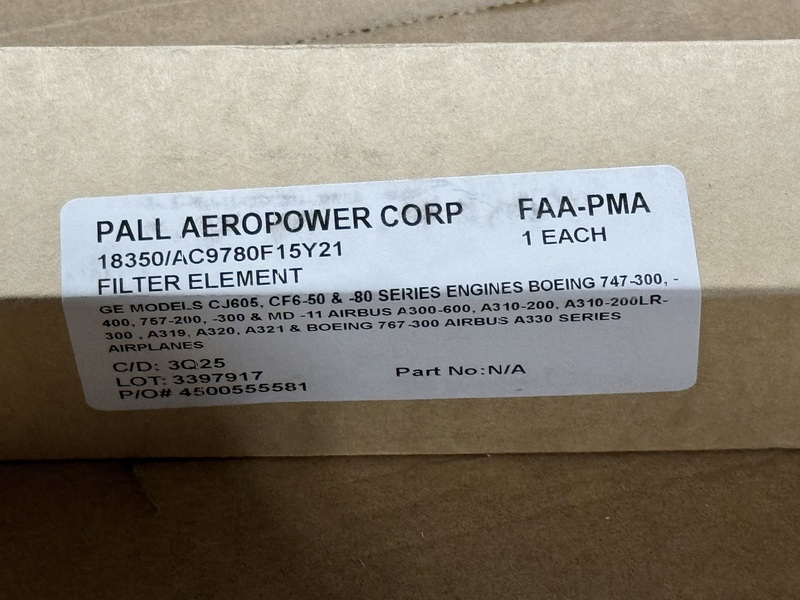 PALL AEROPOWER CORP FAA-PMA
18350/AC9780F15Y21 1 EACH
FILTER ELEMENT
GE MODELS CJ605, CF6-50 & -80 SERIES ENGINES BOEING 747-300, -
400, 757-200, -300 & MD -11 AIRBUS A300-600, A310-200, A310-200LR-
300 , A319, A320, A321 & BOEING 767-300 AIRBUS A330 SERIES
AIRPLANES
C/D: 3Q25
LOT: 3397917 Part No:N/A
P/O# 4500555581